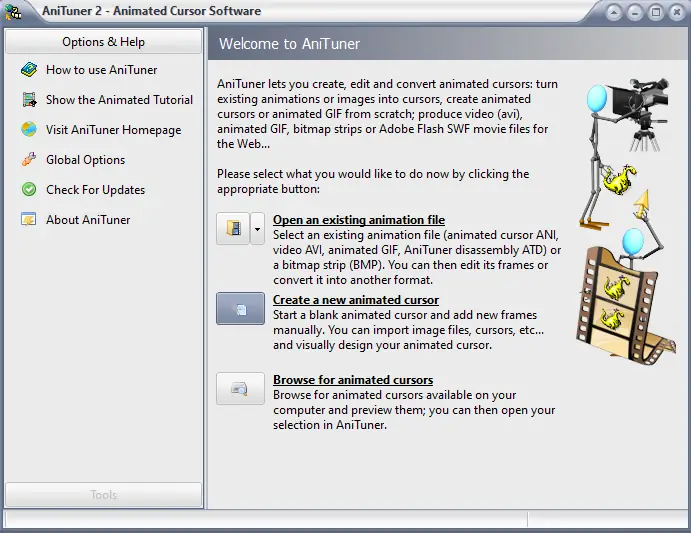 AniTuner 2 - Animated Cursor Software
Options & Help
How to use AniTuner
Show the Animated Tutorial
Visit AniTuner Homepage
Global Options
Check For Updates
About AniTuner
Tools
Welcome to AniTuner
AniTuner lets you create, edit and convert animated cursors: turn
existing animations or images into cursors, create animated
cursors or animated GIF from scratch; produce video (avi),
animated GIF, bitmap strips or Adobe Flash SWF movie files for
the Web...
Please select what you would like to do now by clicking the
appropriate button:
Open an existing animation file
Select an existing animation file (animated cursor ANI,
video AVI, animated GIF, AniTuner disassembly ATD) or
a bitmap strip (BMP). You can then edit its frames or
convert it into another format.
Create a new animated cursor
Start a blank animated cursor and add new frames
manually. You can import image files, cursors, etc...
and visually design your animated cursor.
Browse for animated cursors
Browse for animated cursors available on your
computer and preview them; you can then open your
selection in AniTuner.